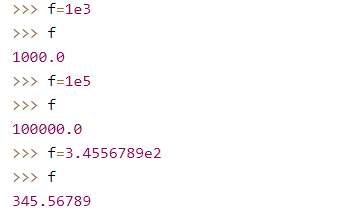 >>> f=1e3
>>> f
1000.0
>>> f=1e5
>>> f
100000.0
>>> f=3.4556789e2
>>> f
345.56789